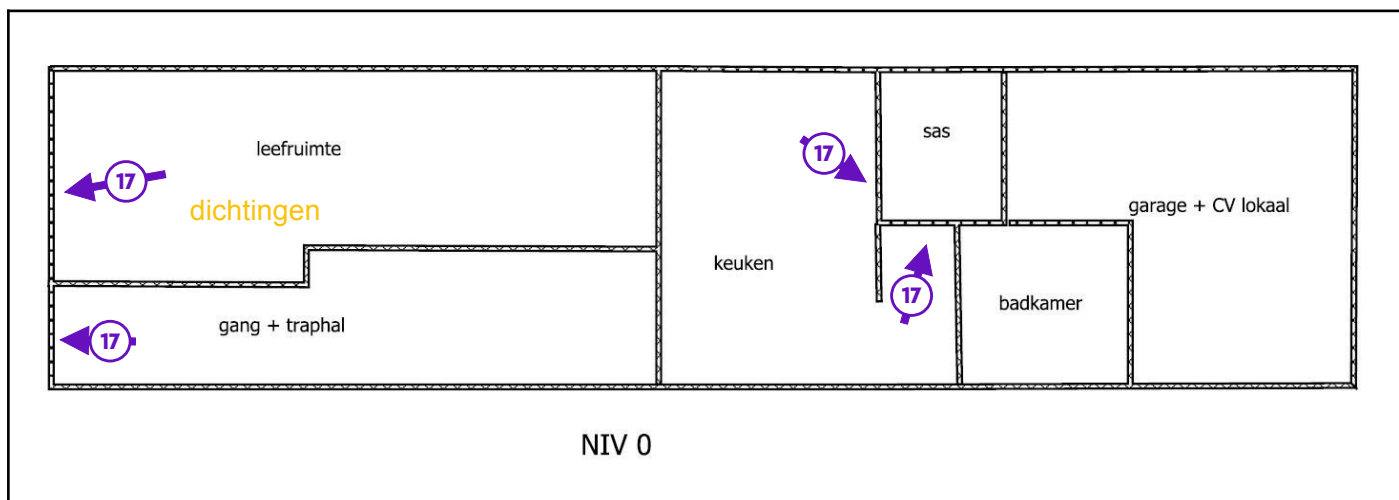 sas
leefruimte
17
17
dichtingen
garage + CV lokaal
keuken
17
badkamer
gang + traphal
17
NIV 0